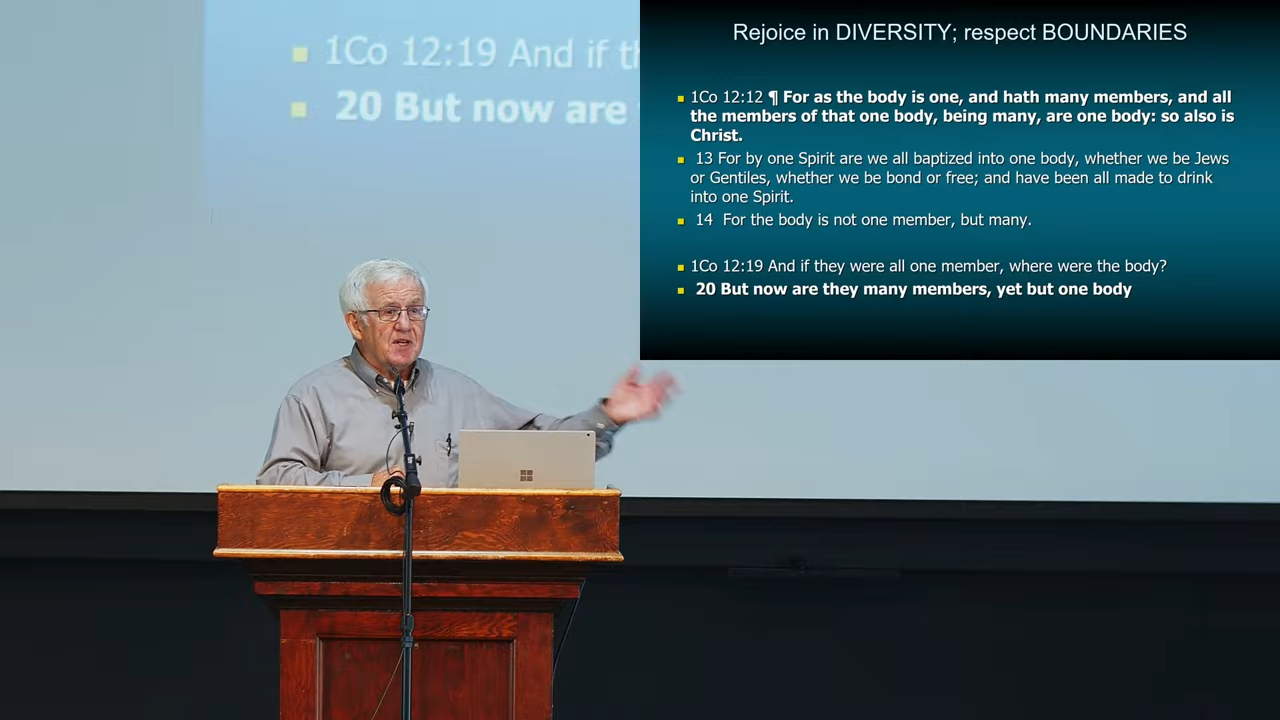 1Co 12:19 And if th
20 But now are
Rejoice in DIVERSITY; respect BOUNDARIES
1Co 12:12 ¶ For as the body is one, and hath many members, and all
the members of that one body, being many, are one body: so also is
Christ.
13 For by one Spirit are we all baptized into one body, whether we be Jews
or Gentiles, whether we be bond or free; and have been all made to drink
into one Spirit.
14 For the body is not one member, but many.
1Co 12:19 And if they were all one member, where were the body?
20 But now are they many members, yet but one body